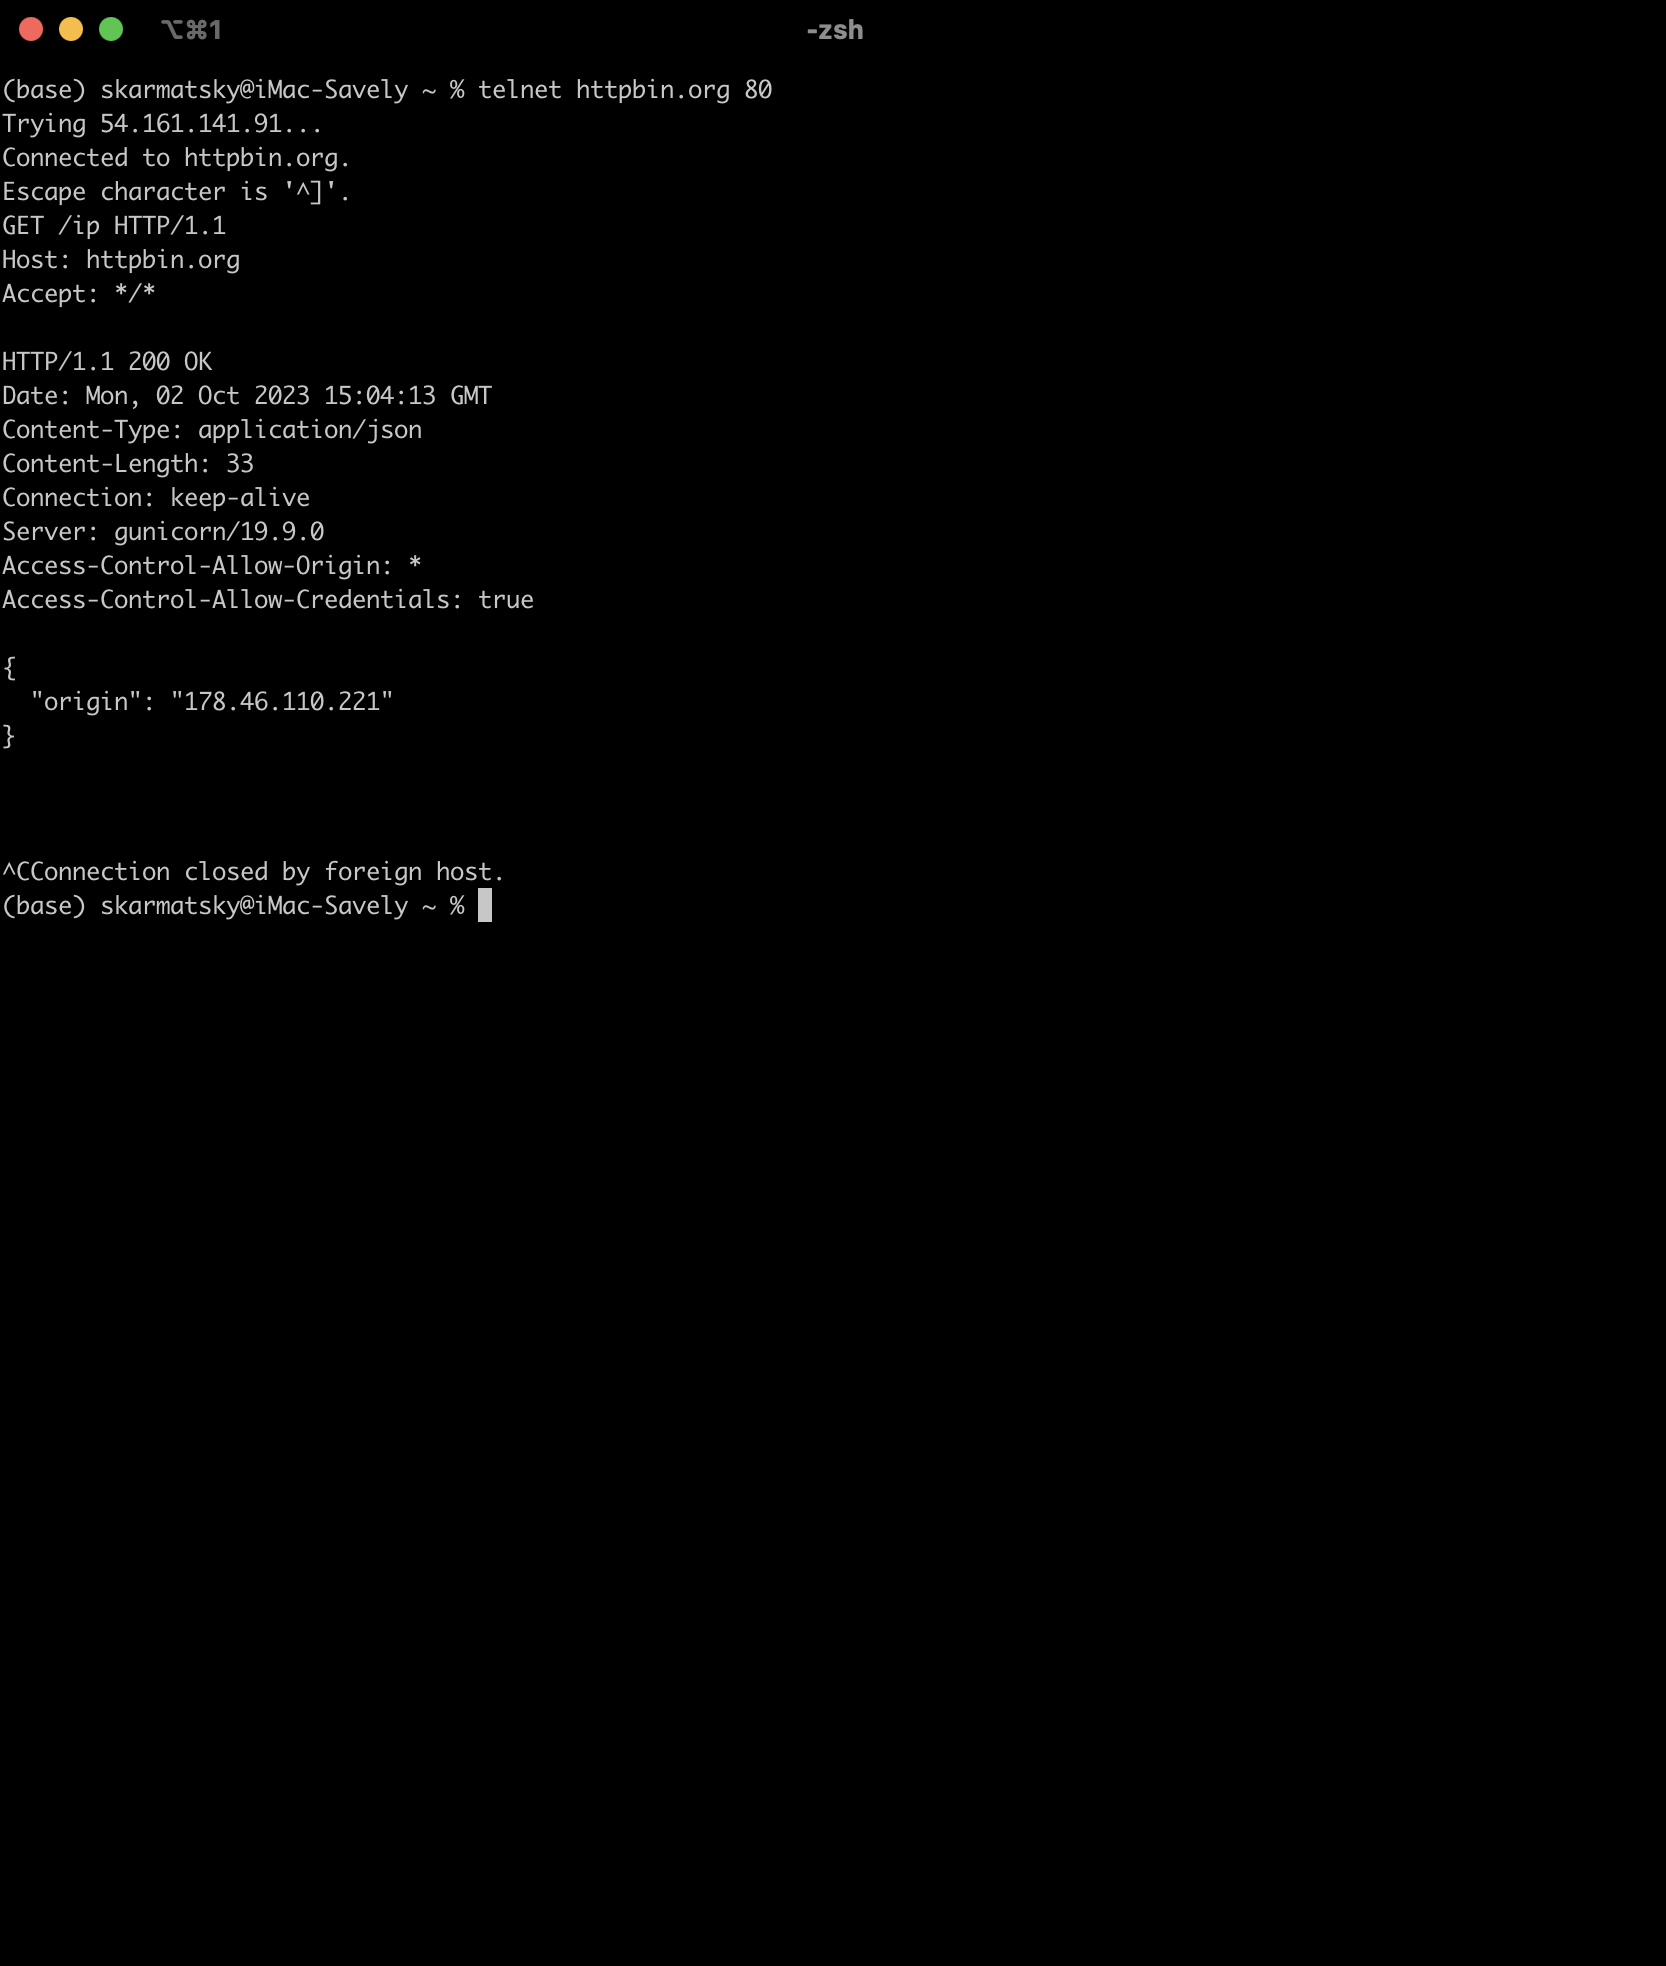 ⌥⌘1
-zsh
(base) skarmatsky@iMac-Savely ~ % telnet httpbin.org 80
Trying 54.161.141.91...
Connected to httpbin.org.
Escape character is '^]'.
GET /ip HTTP/1.1
Host: httpbin.org
Accept: */*

HTTP/1.1 200 OK
Date: Mon, 02 Oct 2023 15:04:13 GMT
Content-Type: application/json
Content-Length: 33
Connection: keep-alive
Server: gunicorn/19.9.0
Access-Control-Allow-Origin: *
Access-Control-Allow-Credentials: true

{
  "origin": "178.46.110.221"
}

^CConnection closed by foreign host.
(base) skarmatsky@iMac-Savely ~ %